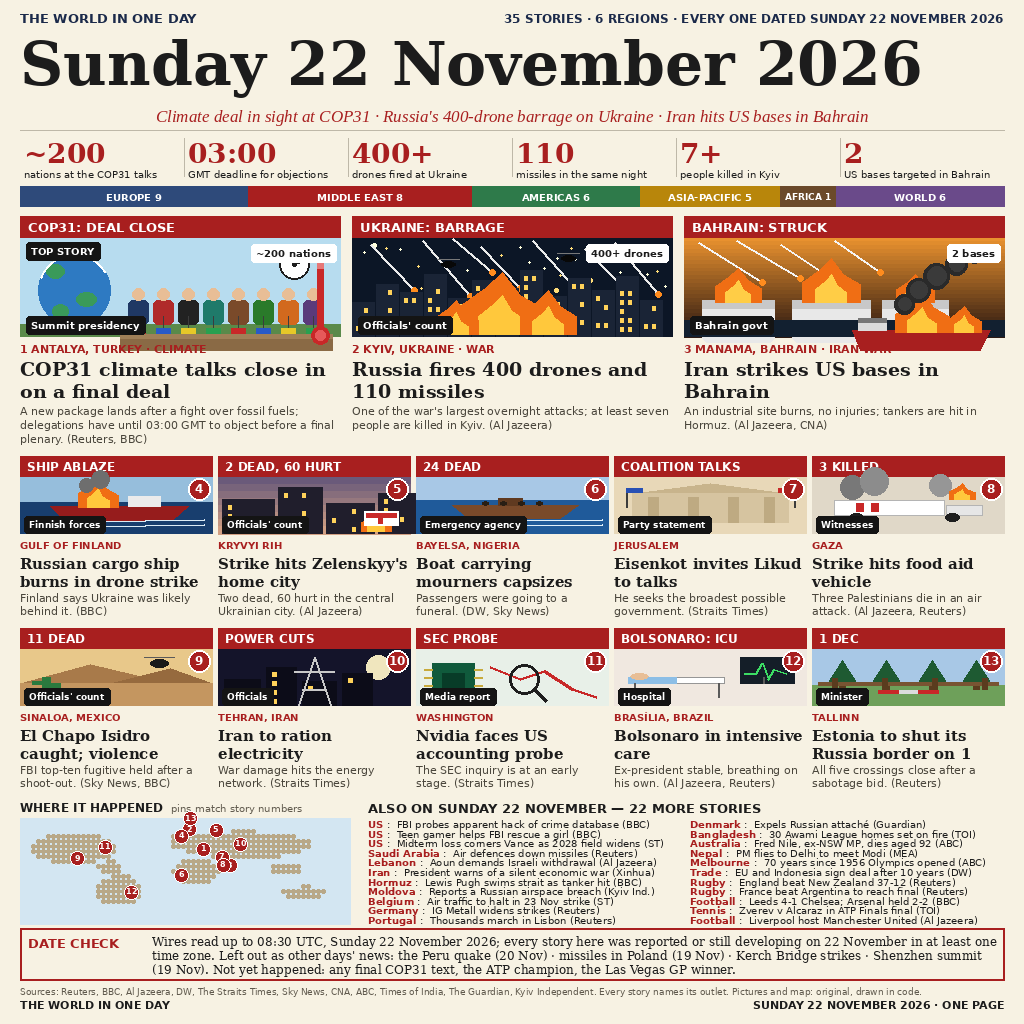 THE WORLD IN ONE DAY
35 STORIES · 6 REGIONS · EVERY ONE DATED SUNDAY 22 NOVEMBER 2026
Sunday 22 November 2026
Climate deal in sight at COP31 · Russia's 400-drone barrage on Ukraine · Iran hits US bases in Bahrain
~200
nations at the COP31 talks
03:00
GMT deadline for objections
400+
drones fired at Ukraine
110
missiles in the same night
7+
people killed in Kyiv
2
US bases targeted in Bahrain
EUROPE 9
MIDDLE EAST 8
AMERICAS 6
ASIA-PACIFIC 5
AFRICA 1
WORLD 6
COP31: DEAL CLOSE
TOP STORY
~200 nations
Summit presidency
1 ANTALYA, TURKEY · CLIMATE
COP31 climate talks close in
on a final deal
A new package lands after a fight over fossil fuels;
delegations have until 03:00 GMT to object before a final
plenary. (Reuters, BBC)
UKRAINE: BARRAGE
400+ drones
Officials' count
2 KYIV, UKRAINE · WAR
Russia fires 400 drones and
110 missiles
One of the war's largest overnight attacks; at least seven
people are killed in Kyiv. (Al Jazeera)
BAHRAIN: STRUCK
2 bases
Bahrain govt
3 MANAMA, BAHRAIN · IRAN WAR
Iran strikes US bases in
Bahrain
An industrial site burns, no injuries; tankers are hit in
Hormuz. (Al Jazeera, CNA)
SHIP ABLAZE
4
Finnish forces
GULF OF FINLAND
Russian cargo ship
burns in drone strike
Finland says Ukraine was likely
behind it. (BBC)
2 DEAD, 60 HURT
5
Officials' count
KRYVYI RIH
Strike hits Zelenskyy's
home city
Two dead, 60 hurt in the central
Ukrainian city. (Al Jazeera)
24 DEAD
6
Emergency agency
BAYELSA, NIGERIA
Boat carrying
mourners capsizes
Passengers were going to a
funeral. (DW, Sky News)
COALITION TALKS
7
Party statement
JERUSALEM
Eisenkot invites Likud
to talks
He seeks the broadest possible
government. (Straits Times)
3 KILLED
8
Witnesses
GAZA
Strike hits food aid
vehicle
Three Palestinians die in an air
attack. (Al Jazeera, Reuters)
11 DEAD
9
Officials' count
SINALOA, MEXICO
El Chapo Isidro
caught; violence
FBI top-ten fugitive held after a
shoot-out. (Sky News, BBC)
POWER CUTS
10
Officials
TEHRAN, IRAN
Iran to ration
electricity
War damage hits the energy
network. (Straits Times)
SEC PROBE
11
Media report
WASHINGTON
Nvidia faces US
accounting probe
The SEC inquiry is at an early
stage. (Straits Times)
BOLSONARO: ICU
12
Hospital
BRASÍLIA, BRAZIL
Bolsonaro in intensive
care
Ex-president stable, breathing on
his own. (Al Jazeera, Reuters)
1 DEC
13
Minister
TALLINN
Estonia to shut its
Russia border on 1
All five crossings close after a
sabotage bid. (Reuters)
WHERE IT HAPPENED pins match story numbers
13
2
4
11
1
10
9
7
8
6
12
ALSO ON SUNDAY 22 NOVEMBER — 22 MORE STORIES
US : FBI probes apparent hack of crime database (BBC)
US : Teen gamer helps FBI rescue a girl (BBC)
US : Midterm loss corners Vance as 2028 field widens (ST)
Saudi Arabia : Air defences down missiles (Reuters)
Lebanon : Aoun demands Israeli withdrawal (Al Jazeera)
Iran : President warns of a silent economic war (Xinhua)
Hormuz : Lewis Pugh swims strait as tanker hit (BBC)
Moldova : Reports a Russian airspace breach (Kyiv Ind.)
Belgium : Air traffic to halt in 23 Nov strike (ST)
Germany : IG Metall widens strikes (Reuters)
Portugal : Thousands march in Lisbon (Reuters)
Denmark : Expels Russian attaché (Guardian)
Bangladesh : 30 Awami League homes set on fire (TOI)
Australia : Fred Nile, ex-NSW MP, dies aged 92 (ABC)
Nepal : PM flies to Delhi to meet Modi (MEA)
Melbourne : 70 years since 1956 Olympics opened (ABC)
Trade : EU and Indonesia sign deal after 10 years (DW)
Rugby : England beat New Zealand 37-12 (Reuters)
Rugby : France beat Argentina to reach final (Reuters)
Football : Leeds 4-1 Chelsea; Arsenal held 2-2 (BBC)
Tennis : Zverev v Alcaraz in ATP Finals final (TOI)
Football : Liverpool host Manchester United (Al Jazeera)
DATE CHECK
Wires read up to 08:30 UTC, Sunday 22 November 2026; every story here was reported or still developing on 22 November in at least one
time zone. Left out as other days' news: the Peru quake (20 Nov) · missiles in Poland (19 Nov) · Kerch Bridge strikes · Shenzhen summit
(19 Nov). Not yet happened: any final COP31 text, the ATP champion, the Las Vegas GP winner.
Sources: Reuters, BBC, Al Jazeera, DW, The Straits Times, Sky News, CNA, ABC, Times of India, The Guardian, Kyiv Independent. Every story names its outlet. Pictures and map: original, drawn in code.
THE WORLD IN ONE DAY
SUNDAY 22 NOVEMBER 2026 · ONE PAGE